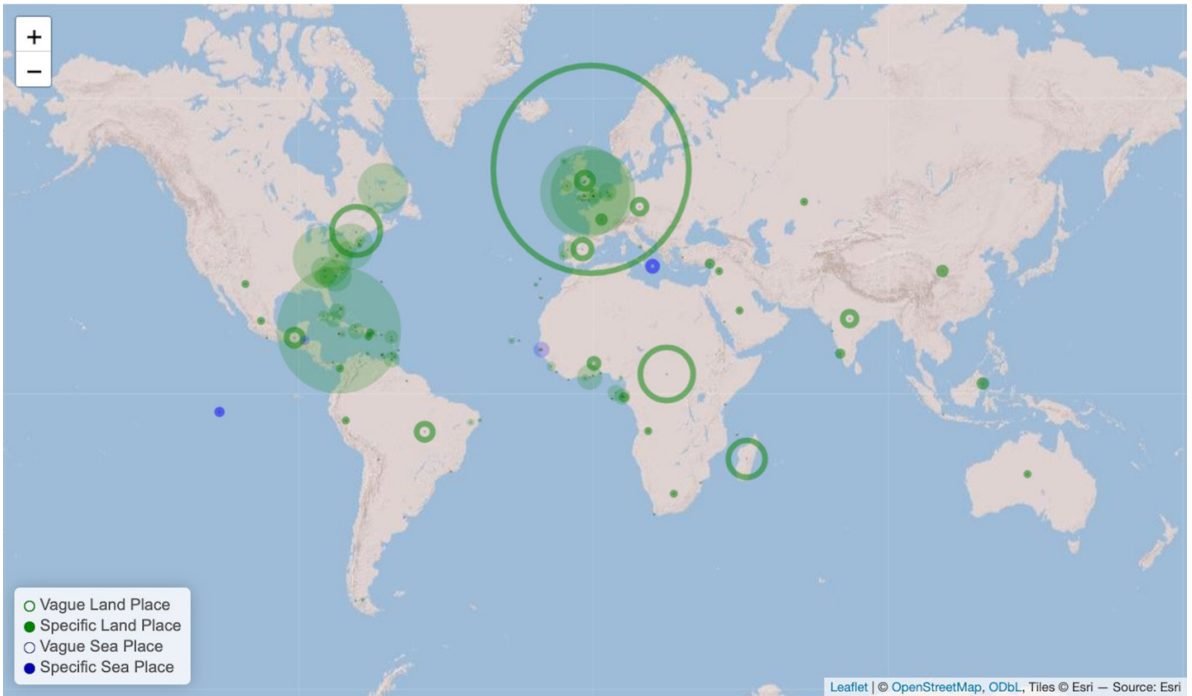 +
−
Vague Land Place
Specific Land Place
Vague Sea Place
Specific Sea Place
Leaflet | © OpenStreetMap, ODbL, Tiles © Esri — Source: Esri